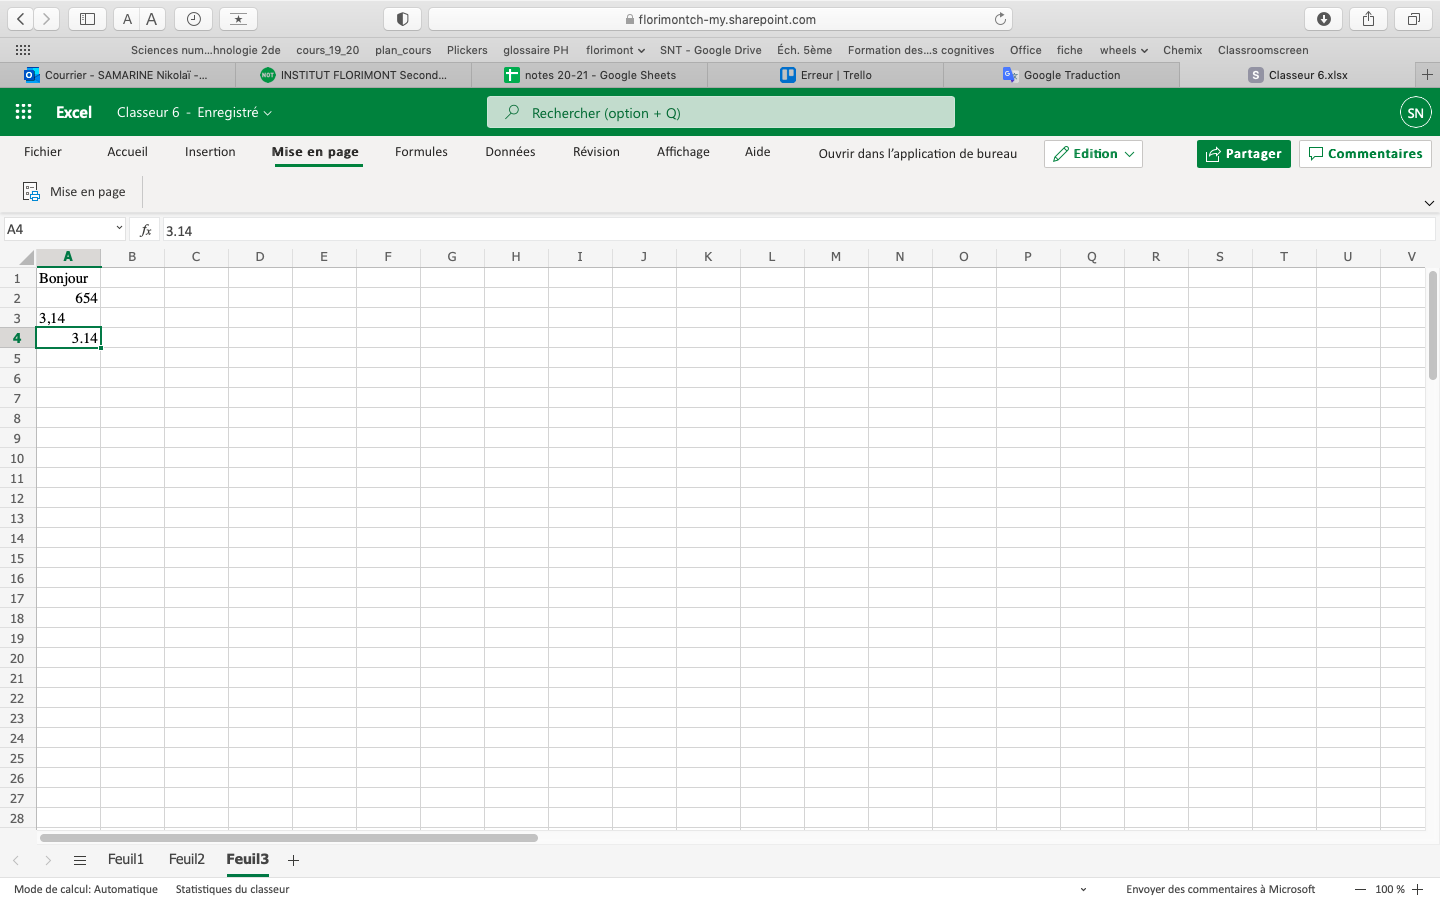 A A
florimontch-my.sharepoint.com
Sciences num...hnologie 2de cours_19_20 plan_cours Plickers glossaire PH florimont SNT - Google Drive Éch. 5ème Formation des...s cognitives Office fiche wheels Chemix Classroomscreen
Courrier - SAMARINE Nikolaï -... INSTITUT FLORIMONT Second... notes 20-21 - Google Sheets Erreur | Trello Google Traduction S Classeur 6.xlsx
Excel Classeur 6 - Enregistré Rechercher (option + Q) SN
Fichier Accueil Insertion Mise en page Formules Données Révision Affichage Aide Ouvrir dans l'application de bureau Edition Partager Commentaires
Mise en page
A4 fx 3.14
A B C D E F G H I J K L M N O P Q R S T U V
1 Bonjour
2 654
3 3,14
4 3.14
5
6
7
8
9
10
11
12
13
14
15
16
17
18
19
20
21
22
23
24
25
26
27
28
Feuil1 Feuil2 Feuil3
Mode de calcul: Automatique Statistiques du classeur Envoyer des commentaires à Microsoft 100 %